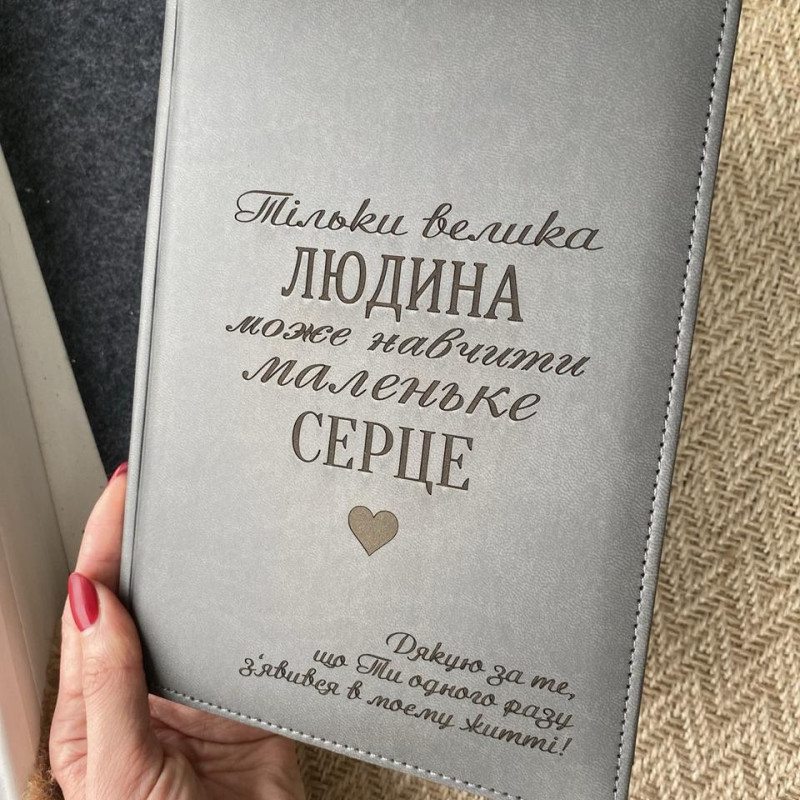 Тільки велика
ЛЮДИНА
може навчити
маленьке
СЕРЦЕ
Дякую за те,
що Ти одного разу
з'явився в моєму житті!